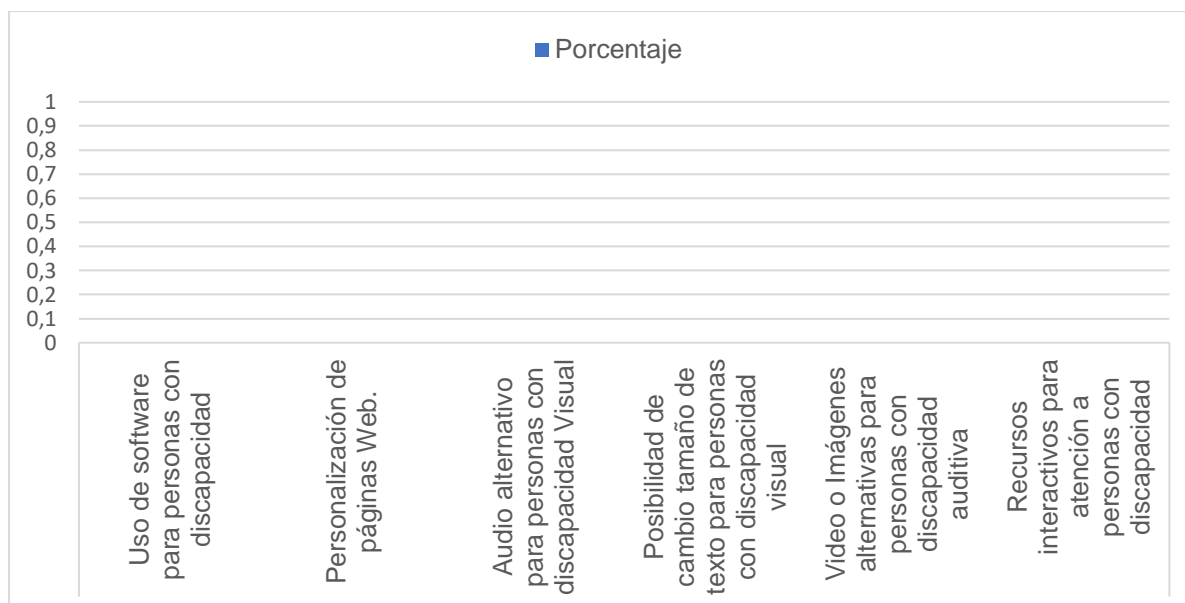 Porcentaje
1
0,9
0,8
0,7
0,6
0,5
0,4
0,3
0,2
0,1
0
Uso de software
para personas con
discapacidad
Personalización de
páginas Web.
Audio alternativo
para personas con
discapacidad Visual
Posibilidad de
cambio tamaño de
texto para personas
con discapacidad
visual
Video o Imágenes
alternativas para
personas con
discapacidad
auditiva
Recursos
interactivos para
atención a
personas con
discapacidad